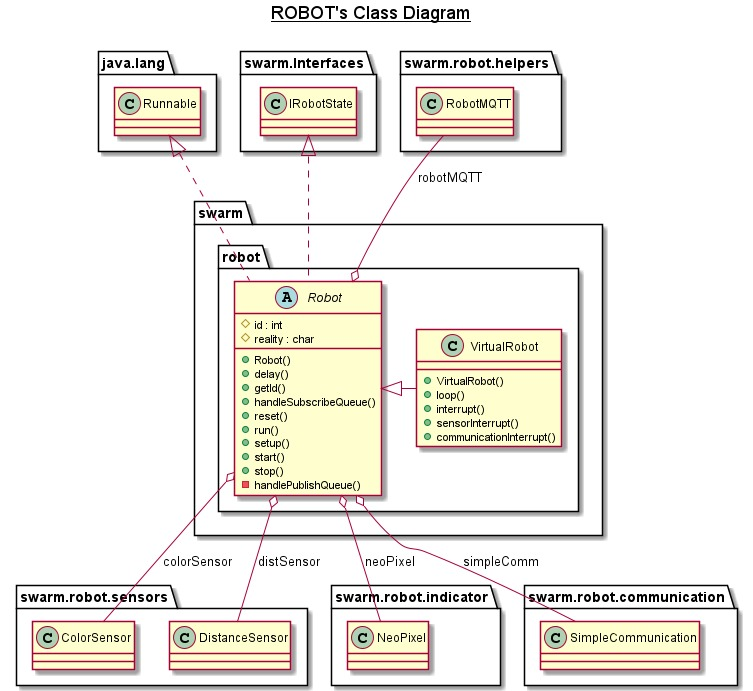 ROBOT's Class Diagram
java.lang
swarm.Interfaces
swarm.robot.helpers
C Runnable
C IRobotState
C RobotMQTT
robotMQTT
swarm
robot
A Robot
id : int
reality : char
Robot()
delay()
getId()
handleSubscribeQueue()
reset()
run()
setup()
start()
stop()
handlePublishQueue()
C VirtualRobot
VirtualRobot()
loop()
interrupt()
sensorInterrupt()
communicationInterrupt()
colorSensor
distSensor
neoPixel
simpleComm
swarm.robot.sensors
swarm.robot.indicator
swarm.robot.communication
C ColorSensor
C DistanceSensor
C NeoPixel
C SimpleCommunication